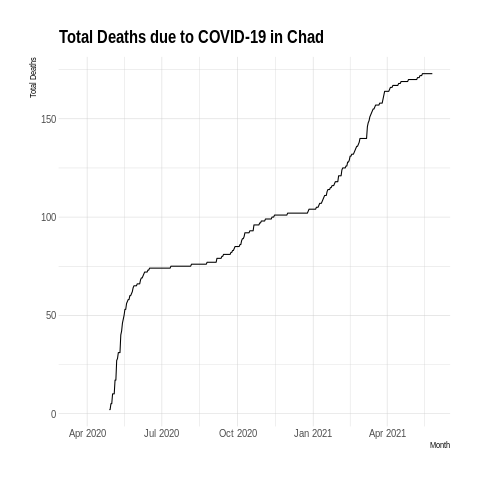 Total Deaths due to COVID-19 in Chad
Total Deaths
150
100
50
0
Apr 2020 Jul 2020 Oct 2020 Jan 2021 Apr 2021
Month